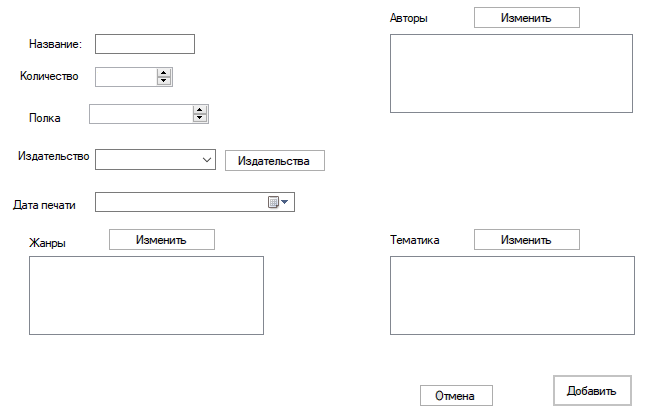 Авторы
Изменить
Название:
Количество
Полка
Издательство
Издательства
Дата печати
Жанры
Изменить
Тематика
Изменить
Отмена
Добавить